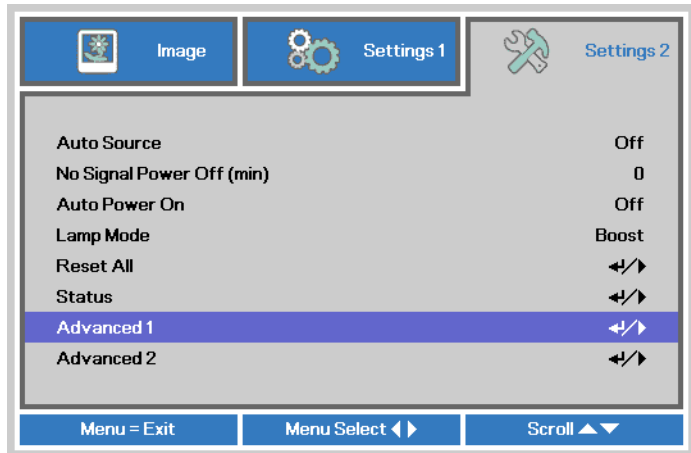 Image Settings 1 Settings 2
Auto Source Off
No Signal Power Off (min) 0
Auto Power On Off
Lamp Mode Boost
Reset All ↵/▶
Status ↵/▶
Advanced 1 ↵/▶
Advanced 2 ↵/▶
Menu = Exit Menu Select ◀▶ Scroll ▲▼